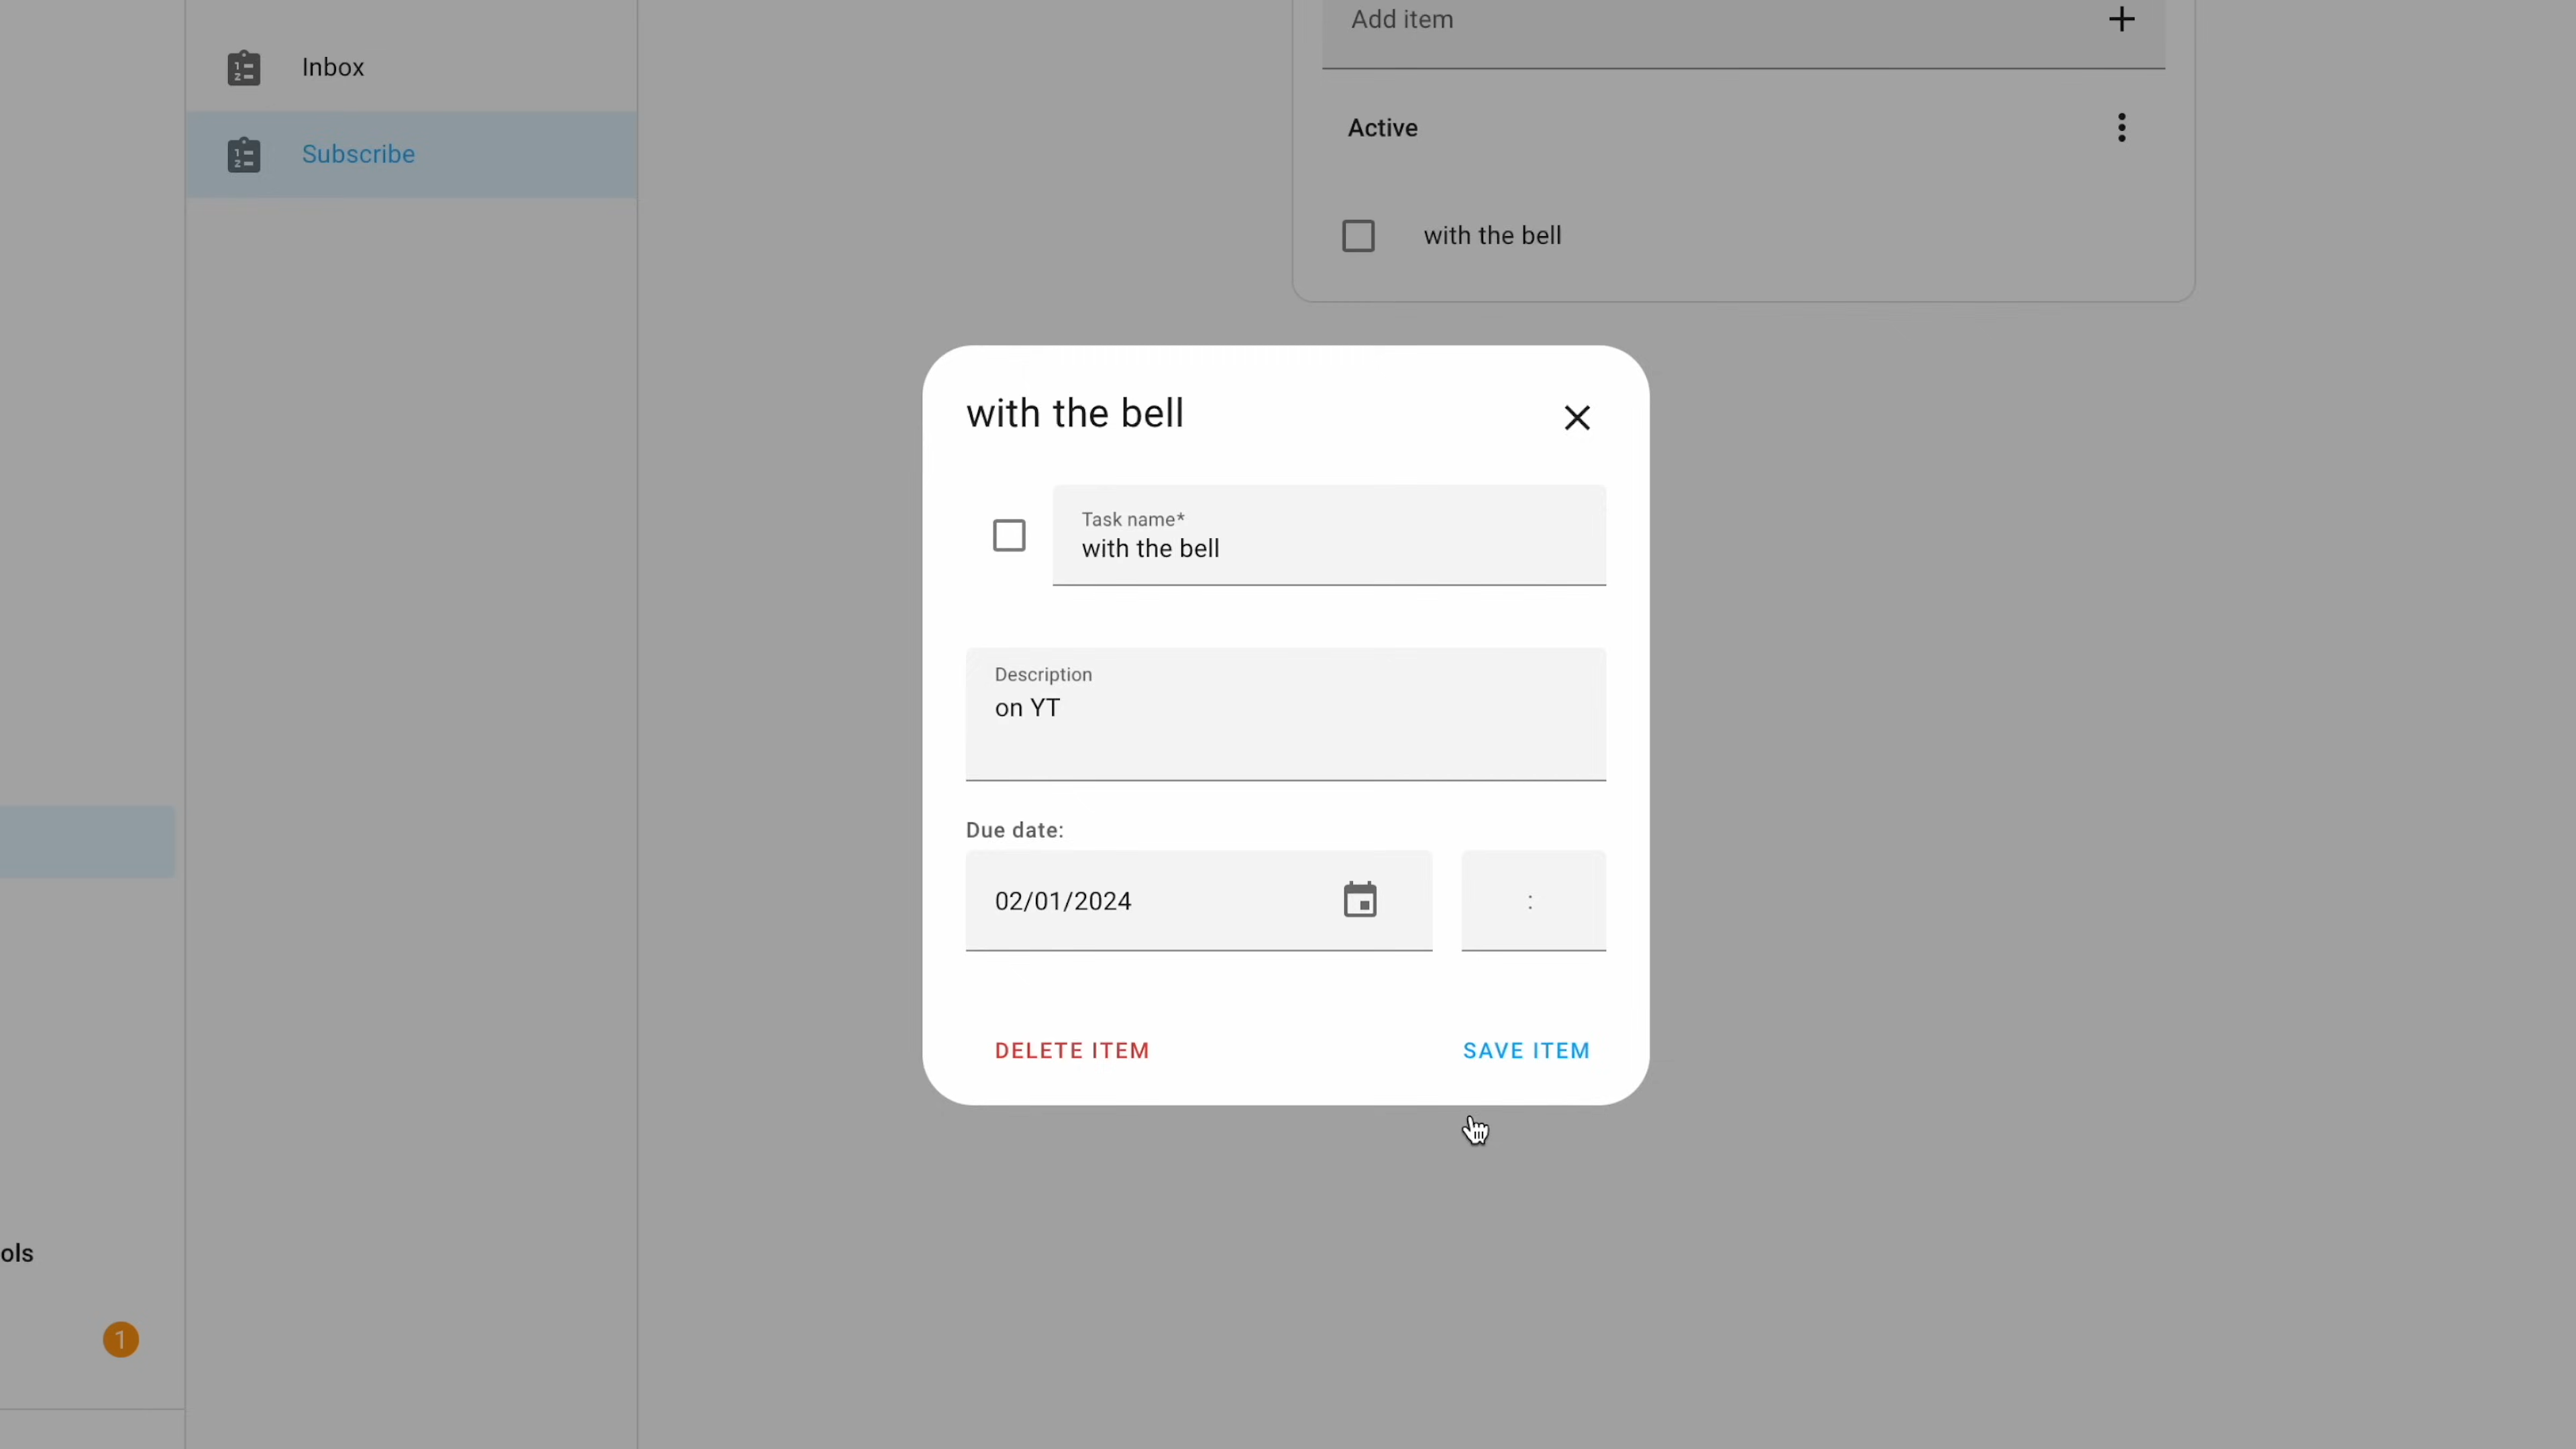 Inbox
Subscribe
ols
1
Add item
Active
with the bell
with the bell
Task name*
with the bell
Description
on YT
Due date:
02/01/2024
:
DELETE ITEM
SAVE ITEM